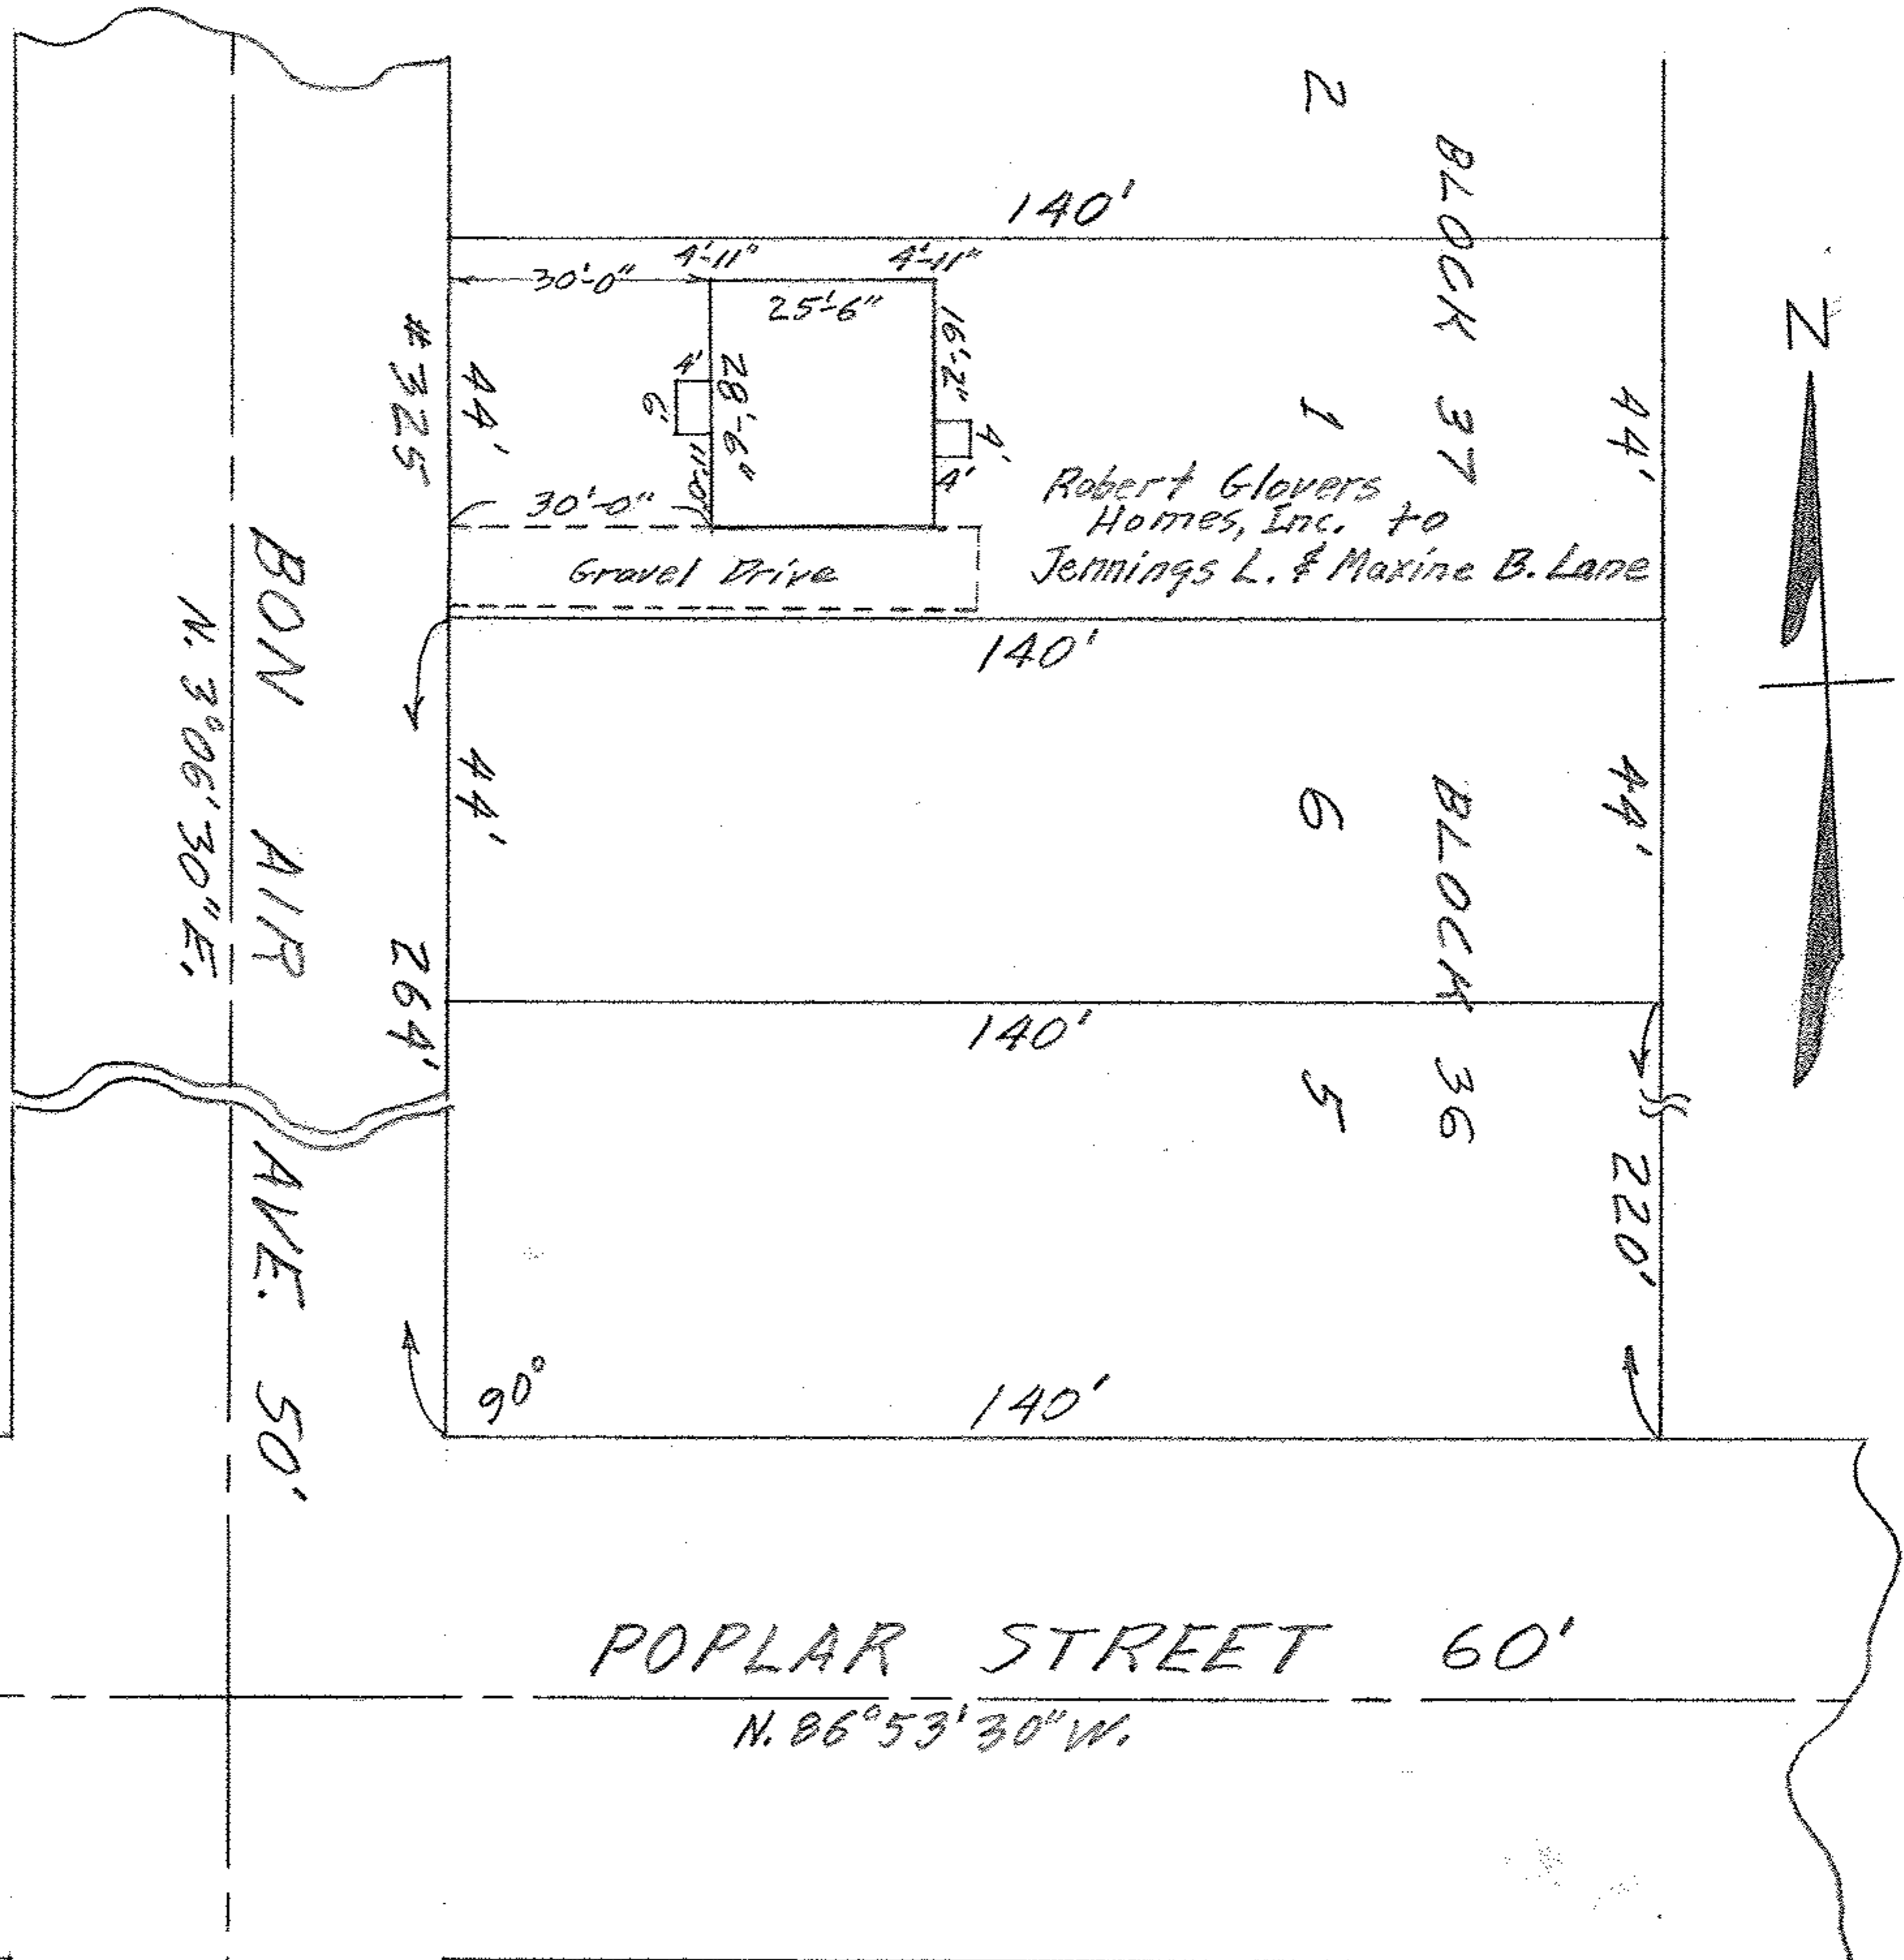 2
BLOCK 37
140'
4'-11"
4'-11"
30'-0"
25'-6"
16'-2"
N
# 325
44'
4'
6'
28'-6"
11'-0"
4'
4'
1
44'
Robert Glovers
Homes, Inc. to
Jennings L. & Maxine B. Lane
30'-0"
Gravel Drive
140'
BON AIR AVE. 50'
N. 3°06'30"E.
44'
6
BLOCK 36
44'
264'
140'
5
220'
90°
140'
POPLAR STREET 60'
N. 86°53'30"W.